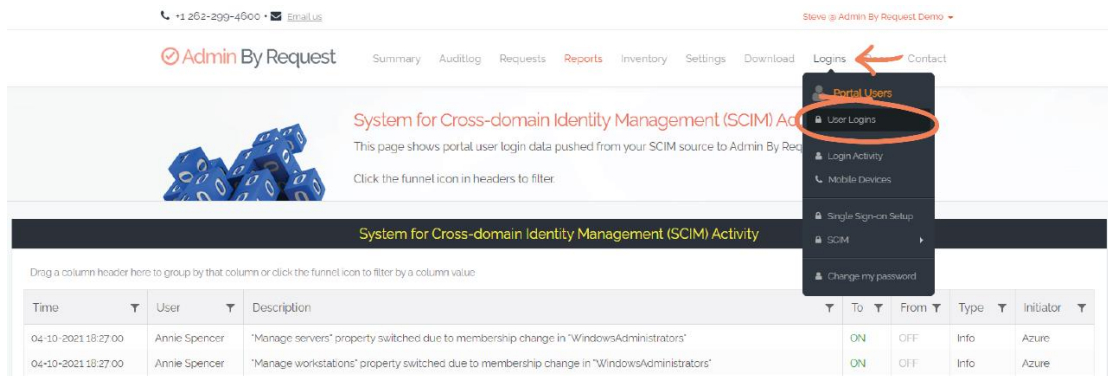 +1 262-299-4600 • Email us
Steve @ Admin By Request Demo
Admin By Request
Summary Auditlog Requests Reports Inventory Settings Download Logins Contact
Portal Users
User Logins
Login Activity
Mobile Devices
Single Sign-on Setup
SCIM
Change my password
System for Cross-domain Identity Management (SCIM) Ac
This page shows portal user login data pushed from your SCIM source to Admin By Req
Click the funnel icon in headers to filter.
System for Cross-domain Identity Management (SCIM) Activity
Drag a column header here to group by that column or click the funnel icon to filter by a column value
Time User Description To From Type Initiator
04-10-2021 18:27:00 Annie Spencer "Manage servers" property switched due to membership change in "WindowsAdministrators" ON OFF Info Azure
04-10-2021 18:27:00 Annie Spencer "Manage workstations" property switched due to membership change in "WindowsAdministrators" ON OFF Info Azure